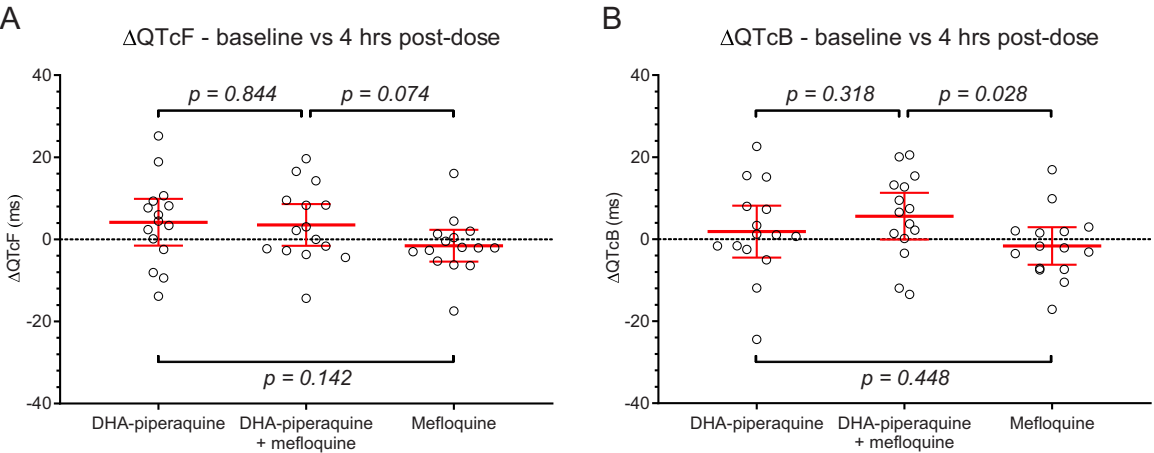 A
ΔQTcF - baseline vs 4 hrs post-dose
ΔQTcF (ms)
40
20
0
-20
-40
p = 0.844
p = 0.074
p = 0.142
DHA-piperaquine
DHA-piperaquine
+ mefloquine
Mefloquine
B
ΔQTcB - baseline vs 4 hrs post-dose
ΔQTcB (ms)
40
20
0
-20
-40
p = 0.318
p = 0.028
p = 0.448
DHA-piperaquine
DHA-piperaquine
+ mefloquine
Mefloquine